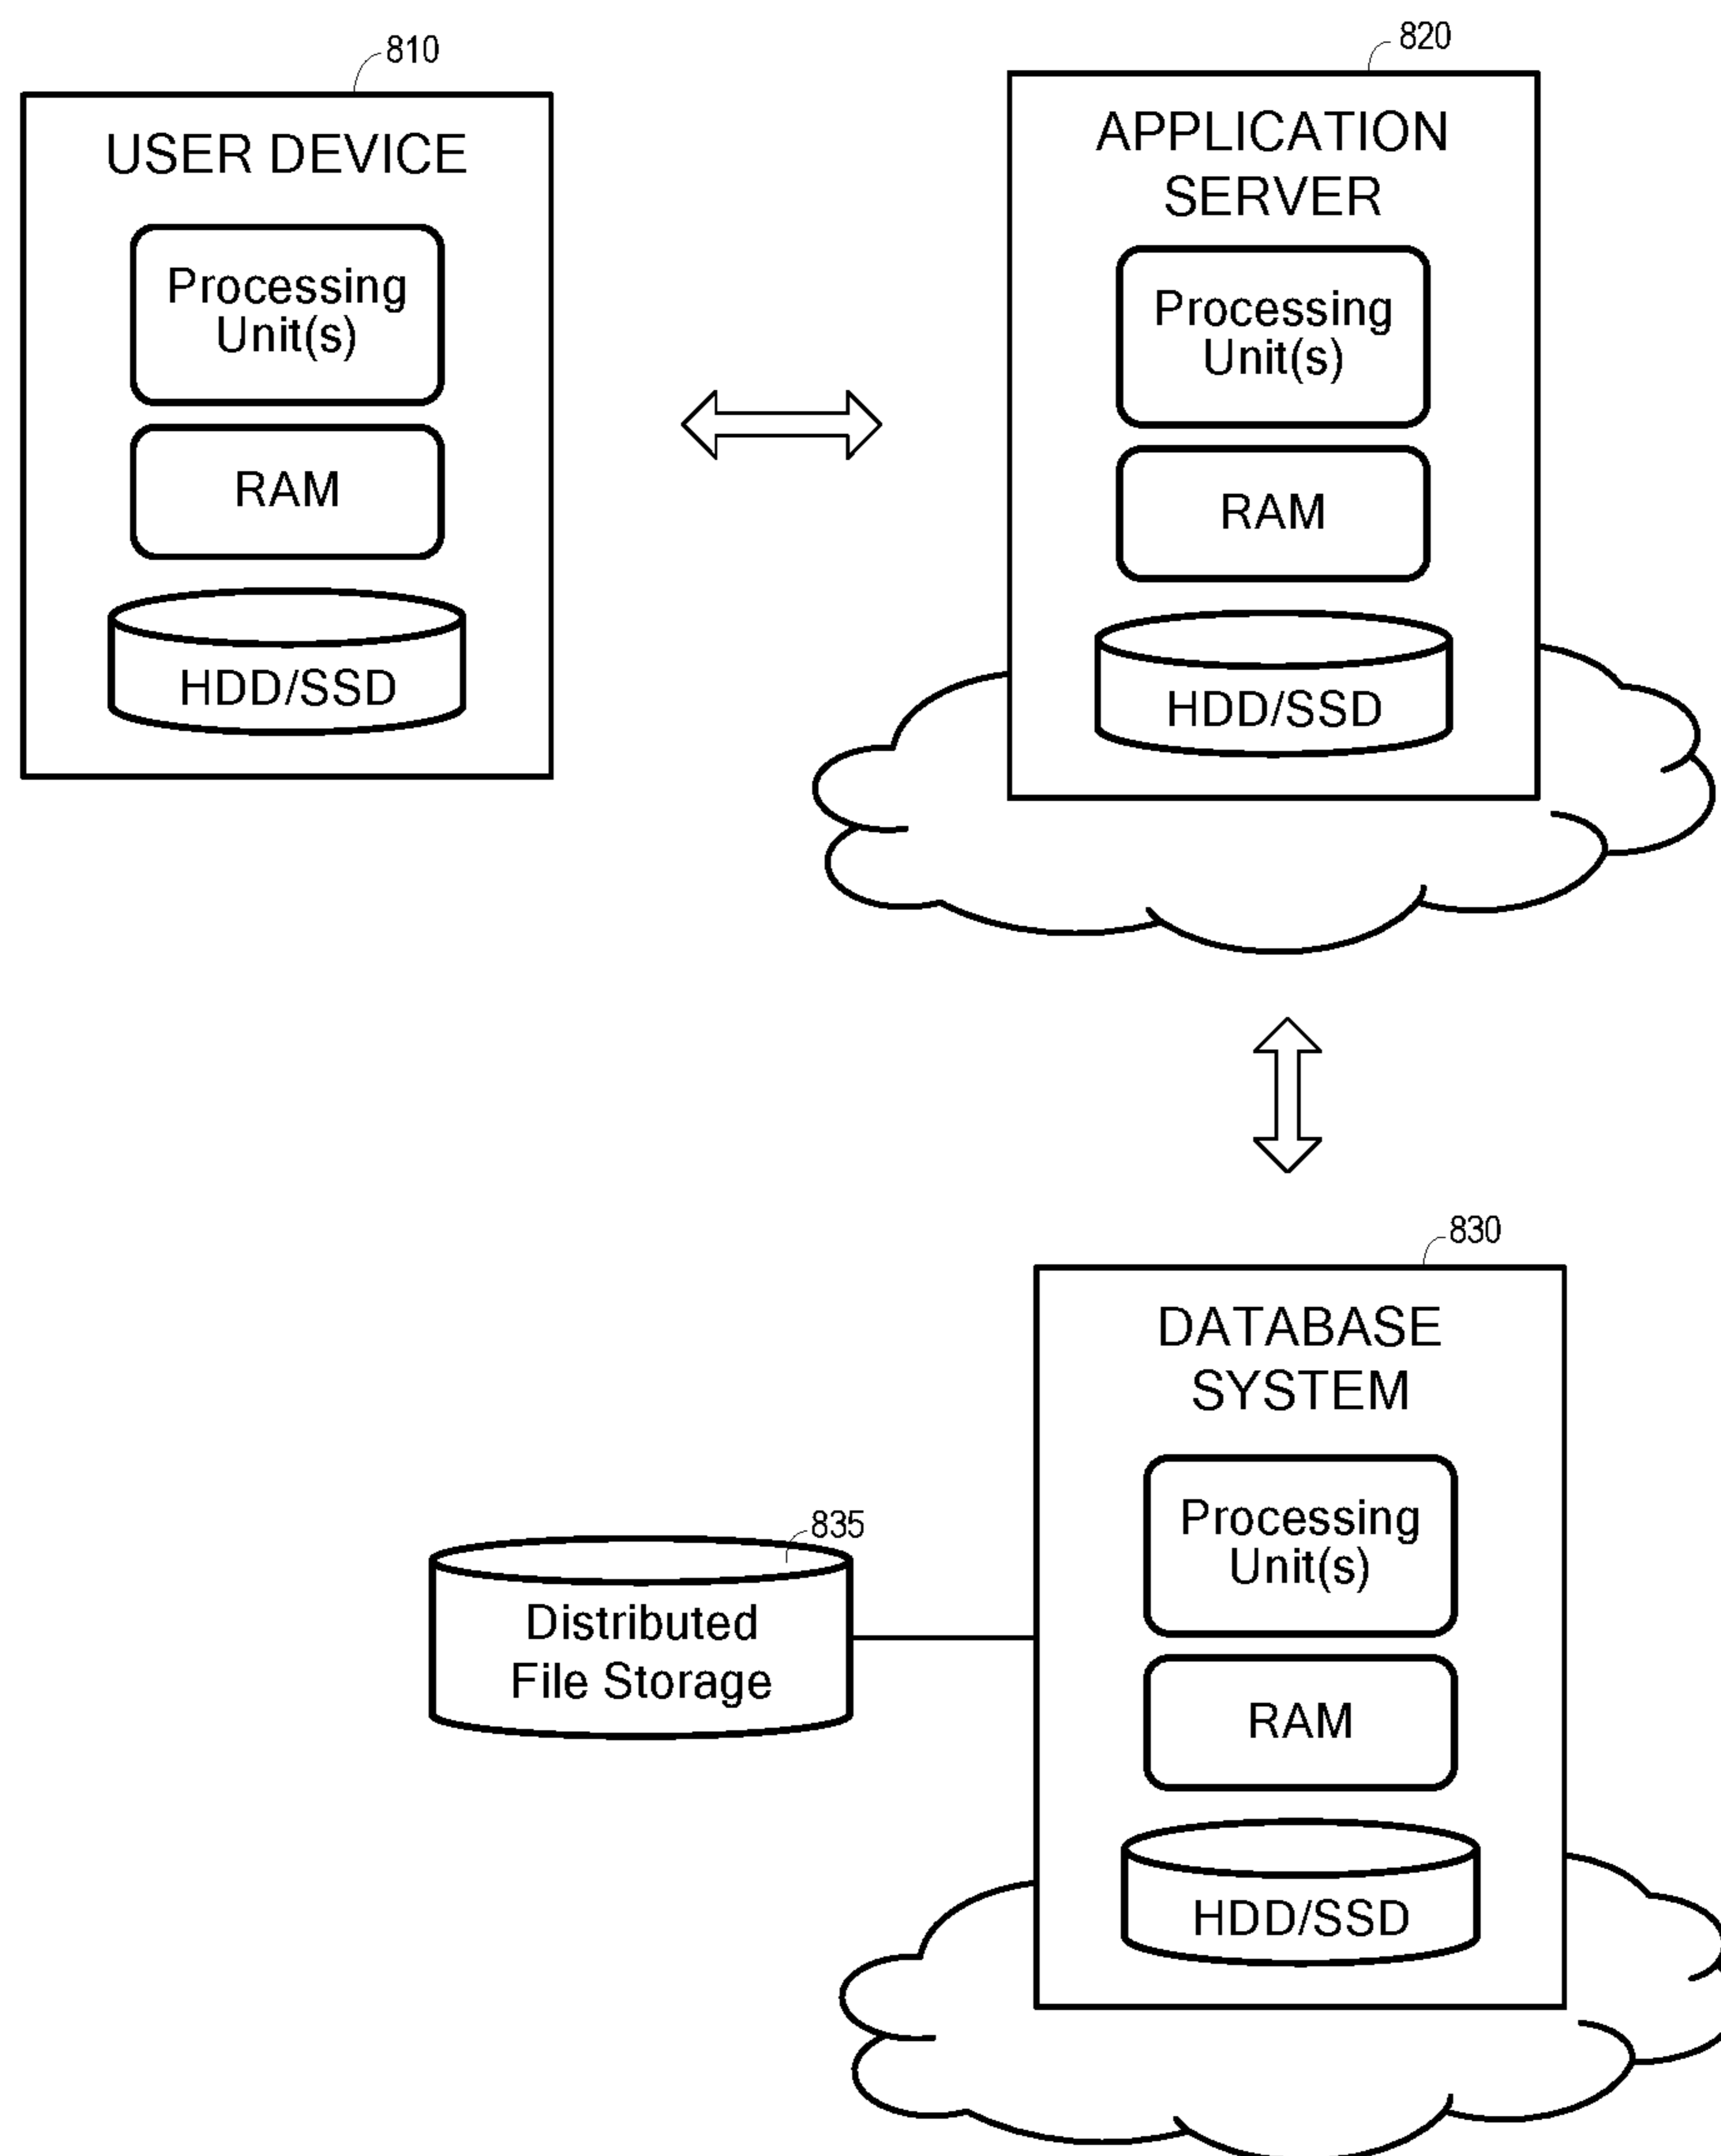 810
USER DEVICE
Processing
Unit(s)
RAM
HDD/SSD
820
APPLICATION
SERVER
Processing
Unit(s)
RAM
HDD/SSD
830
DATABASE
SYSTEM
Processing
Unit(s)
RAM
HDD/SSD
835
Distributed
File Storage